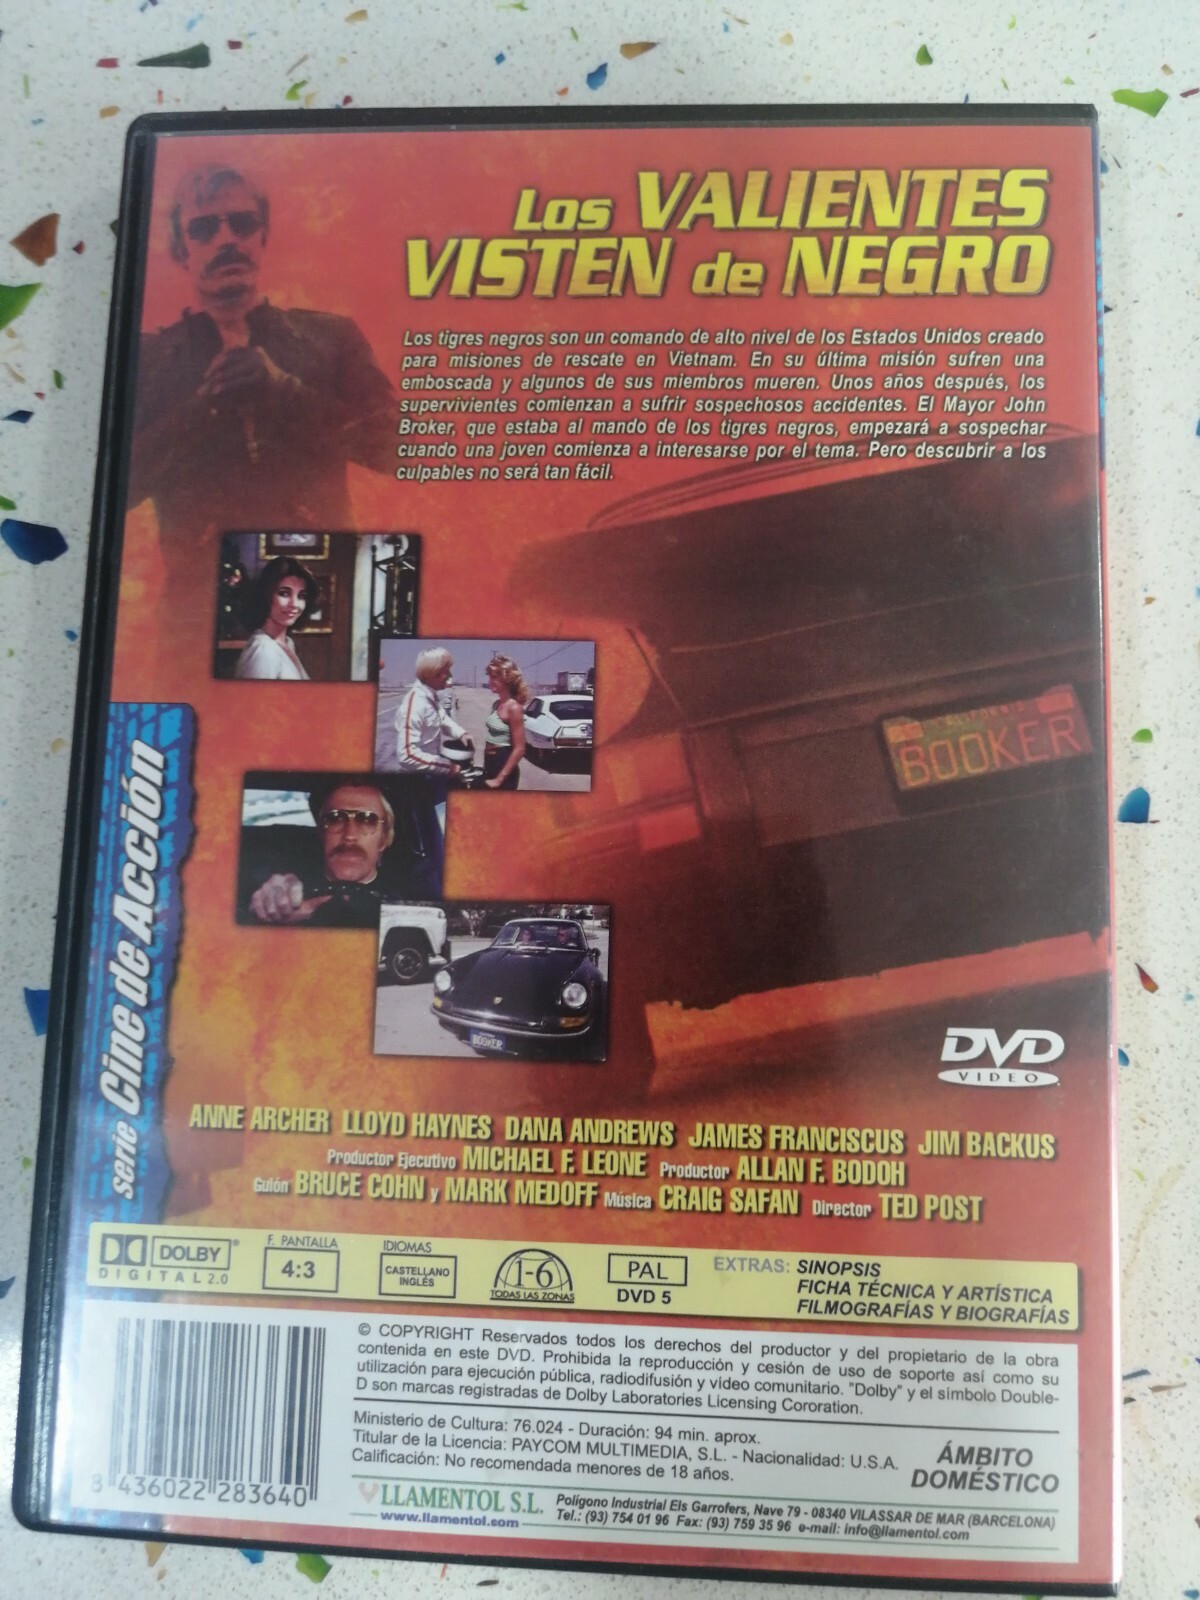 Los VALIENTES
VISTEN de NEGRO
Los tigres negros son un comando de alto nivel de los Estados Unidos creado
para misiones de rescate en Vietnam. En su última misión sufren una
emboscada y algunos de sus miembros mueren. Unos años después, los
supervivientes comienzan a sufrir sospechosos accidentes. El Mayor John
Broker, que estaba al mando de los tigres negros, empezará a sospechar
cuando una joven comienza a interesarse por el tema. Pero descubrir a los
culpables no será tan fácil.
CALIFORNIA
BOOKER
BOOKER
serie Cine de Acción
DVD
VIDEO
ANNE ARCHER LLOYD HAYNES DANA ANDREWS JAMES FRANCISCUS JIM BACKUS
Productor Ejecutivo MICHAEL F. LEONE Productor ALLAN F. BODOH
Guión BRUCE COHN y MARK MEDOFF Música CRAIG SAFAN Director TED POST
DOLBY®
DIGITAL 2.0
F. PANTALLA
4:3
IDIOMAS
CASTELLANO
INGLÉS
1-6
TODAS LAS ZONAS
PAL
DVD 5
EXTRAS: SINOPSIS
FICHA TÉCNICA Y ARTÍSTICA
FILMOGRAFÍAS Y BIOGRAFÍAS
© COPYRIGHT Reservados todos los derechos del productor y del propietario de la obra
contenida en este DVD. Prohibida la reproducción y cesión de uso de soporte así como su
utilización para ejecución pública, radiodifusión y vídeo comunitario. "Dolby" y el símbolo Double-
D son marcas registradas de Dolby Laboratories Licensing Cororation.
Ministerio de Cultura: 76.024 - Duración: 94 min. aprox.
Titular de la Licencia: PAYCOM MULTIMEDIA, S.L. - Nacionalidad: U.S.A.
Calificación: No recomendada menores de 18 años.
ÁMBITO
DOMÉSTICO
8 436022 283640
LLAMENTOL S.L.
www.llamentol.com
Polígono Industrial Els Garrofers, Nave 79 - 08340 VILASSAR DE MAR (BARCELONA)
Tel.: (93) 754 01 96 Fax: (93) 759 35 96 e-mail: info@llamentol.com